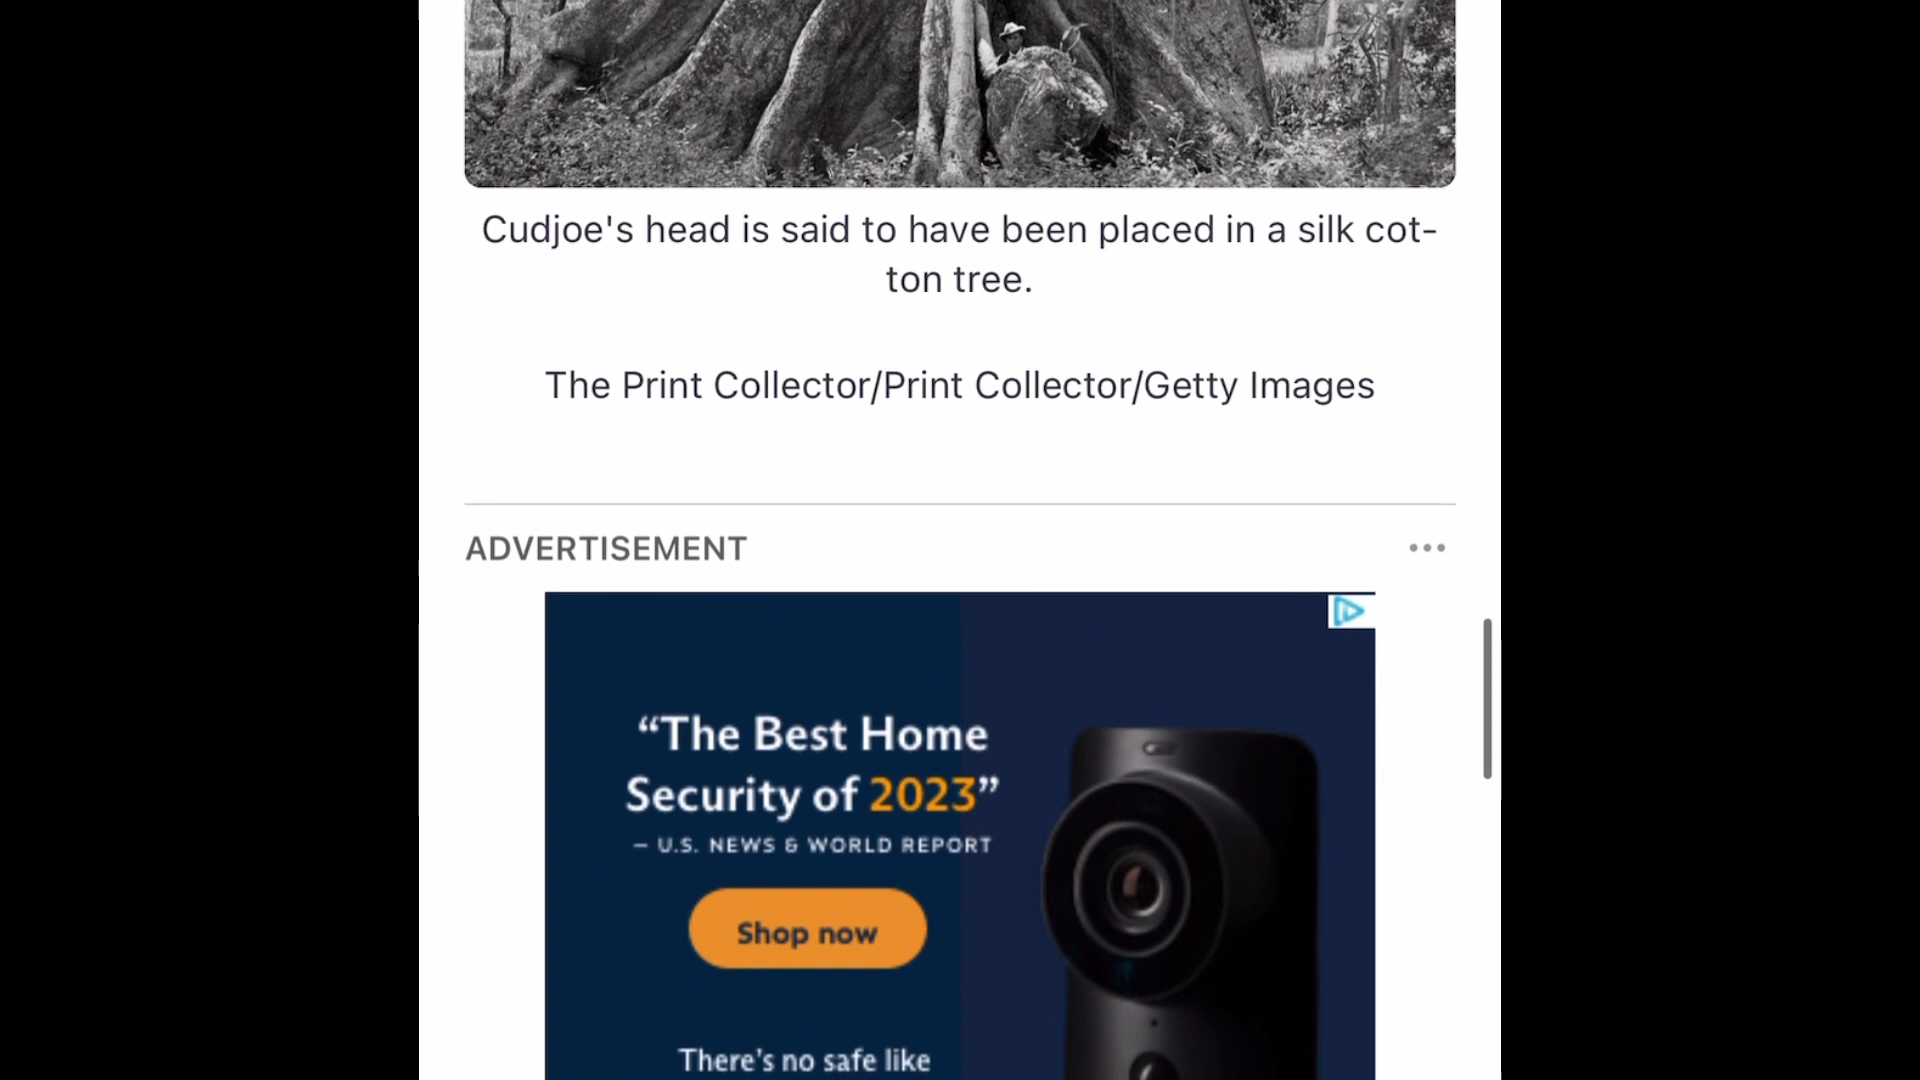 Cudjoe's head is said to have been placed in a silk cot-
ton tree.
The Print Collector/Print Collector/Getty Images
ADVERTISEMENT
“The Best Home
Security of 2023”
– U.S. NEWS & WORLD REPORT
Shop now
There's no safe like